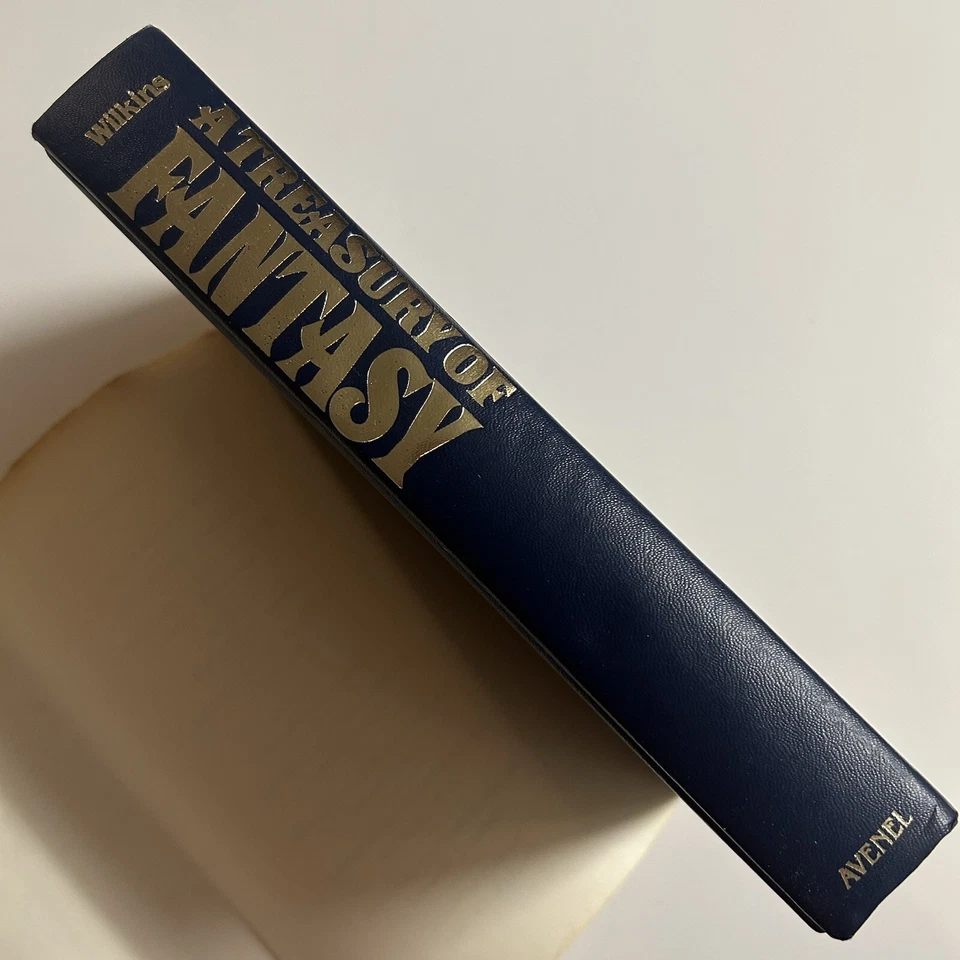 Wilkins
A TREASURY OF
FANTASY
AVENEL